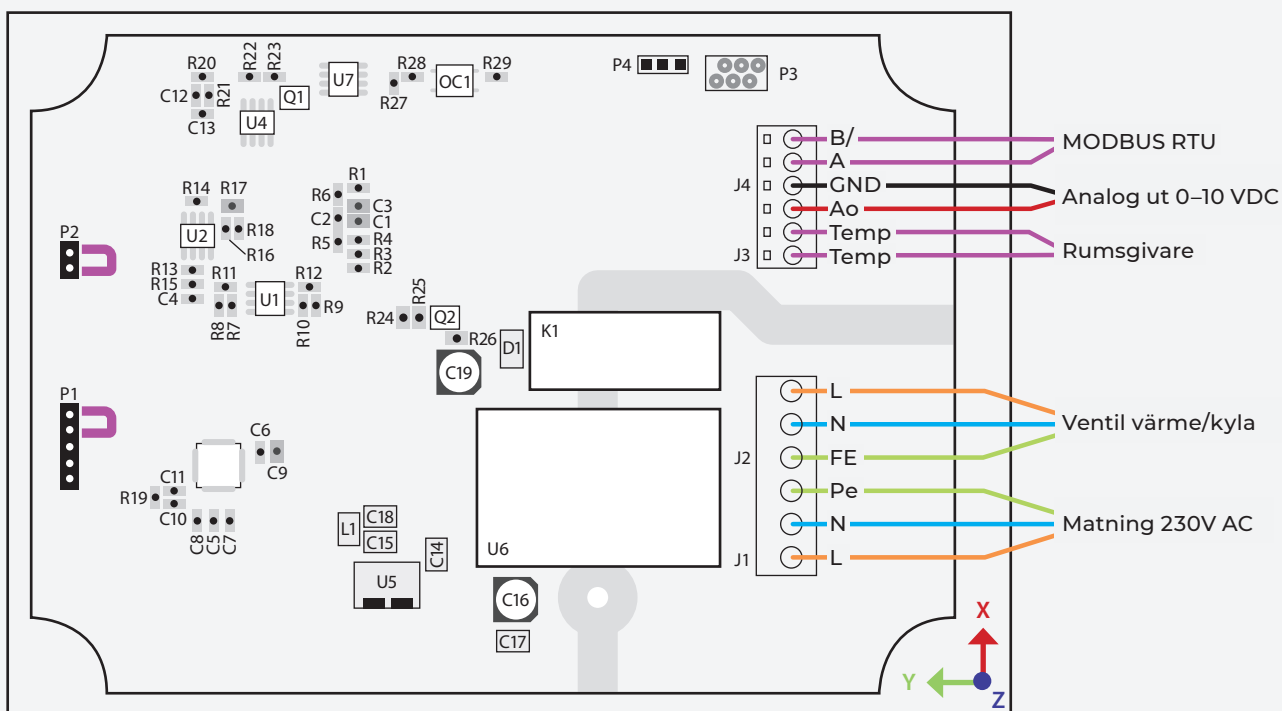 R20
R22
R23
U7
R28
R27
OC1
R29
P4
P3
C12
R21
C13
Q1
U4
B/
A
GND
Ao
Temp
Temp
J4
J3
MODBUS RTU
Analog ut 0–10 VDC
Rumsgivare
R14
R17
U2
R18
R16
R1
R6
C3
C2
C1
R5
R4
R3
R2
P2
R13
R15
C4
R11
U1
R12
R8
R7
R10
R9
R24
R25
Q2
R26
C19
D1
K1
P1
L
N
FE
Pe
N
L
J2
J1
Ventil värme/kyla
Matning 230V AC
C6
C9
R19
C11
C10
C8
C5
C7
L1
C18
C15
C14
U5
U6
C16
C17
X
Y
Z